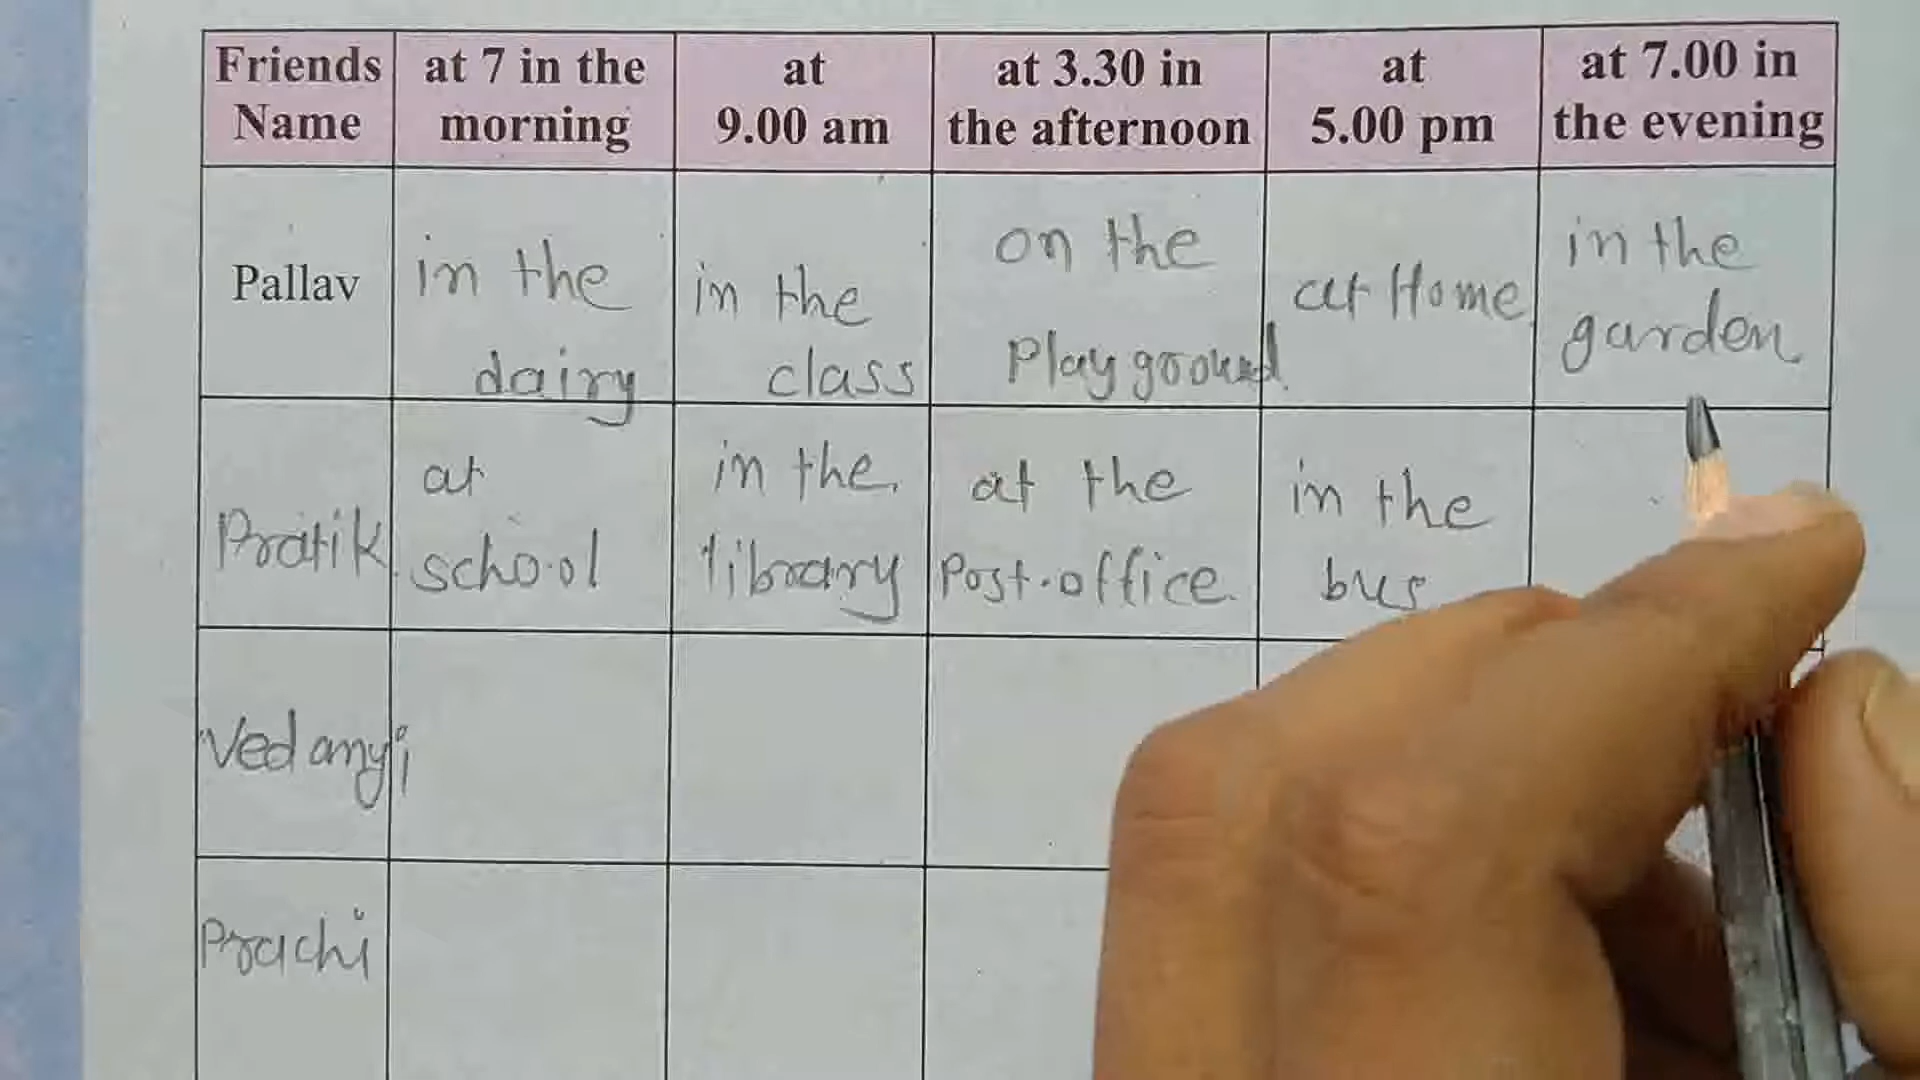 Friends Name
at 7 in the morning
at 9.00 am
at 3.30 in the afternoon
at 5.00 pm
at 7.00 in the evening
Pallav
in the dairy
in the class
on the Play groound
at Home
in the garden
Pratik
at school
in the library
at the Post-office
in the bus
Vedanyi
Prachi